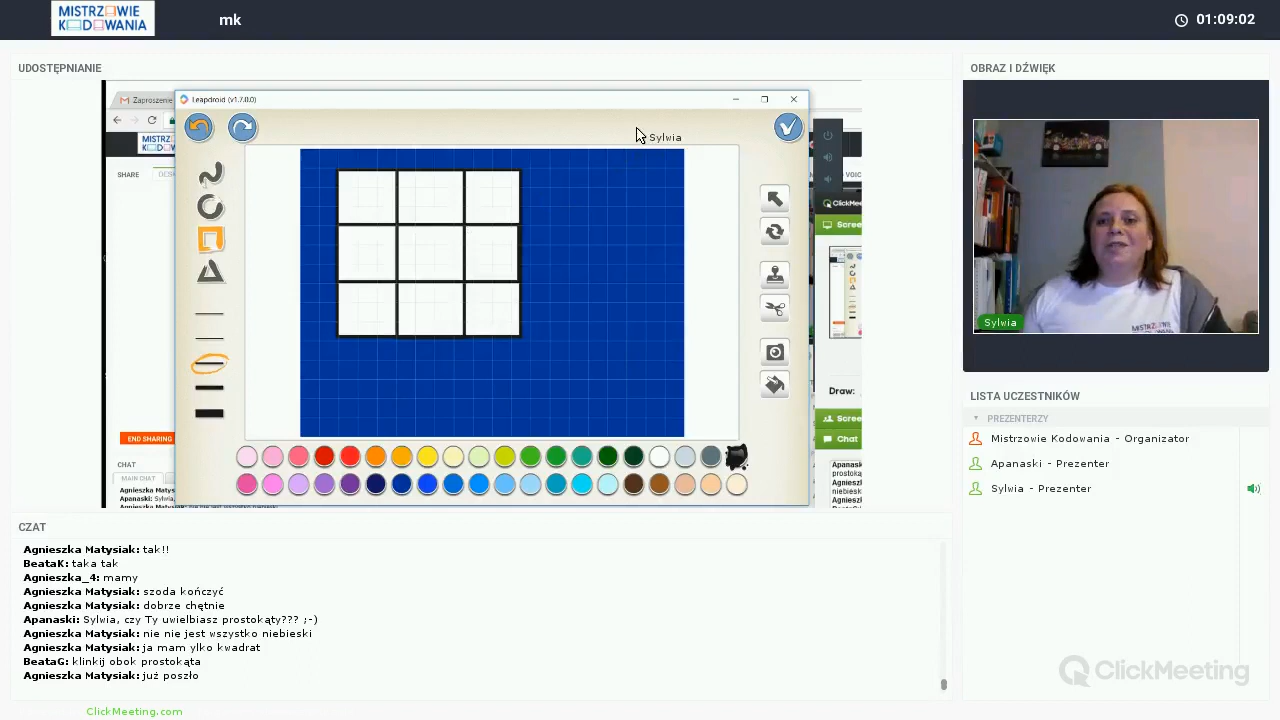 MISTRZOWIE
KODOWANIA
mk
01:09:02
UDOSTĘPNIANIE
OBRAZ I DŹWIĘK
Zaproszenie
Leapdroid (v1.7.0.0)
Sylwia
SHARE
ClickMeeting
Draw:
END SHARING
Chat
CHAT
MAIN CHAT
Sylwia
LISTA UCZESTNIKÓW
PREZENTERZY
Mistrzowie Kodowania - Organizator
Apanaski - Prezenter
Sylwia - Prezenter
CZAT
Agnieszka Matysiak: tak!!
BeataK: taka tak
Agnieszka_4: mamy
Agnieszka Matysiak: szoda kończyć
Agnieszka Matysiak: dobrze chętnie
Apanaski: Sylwia, czy Ty uwielbiasz prostokąty??? ;-)
Agnieszka Matysiak: nie nie jest wszystko niebieski
Agnieszka Matysiak: ja mam ylko kwadrat
BeataG: klinkij obok prostokąta
Agnieszka Matysiak: już poszło
ClickMeeting
ClickMeeting.com